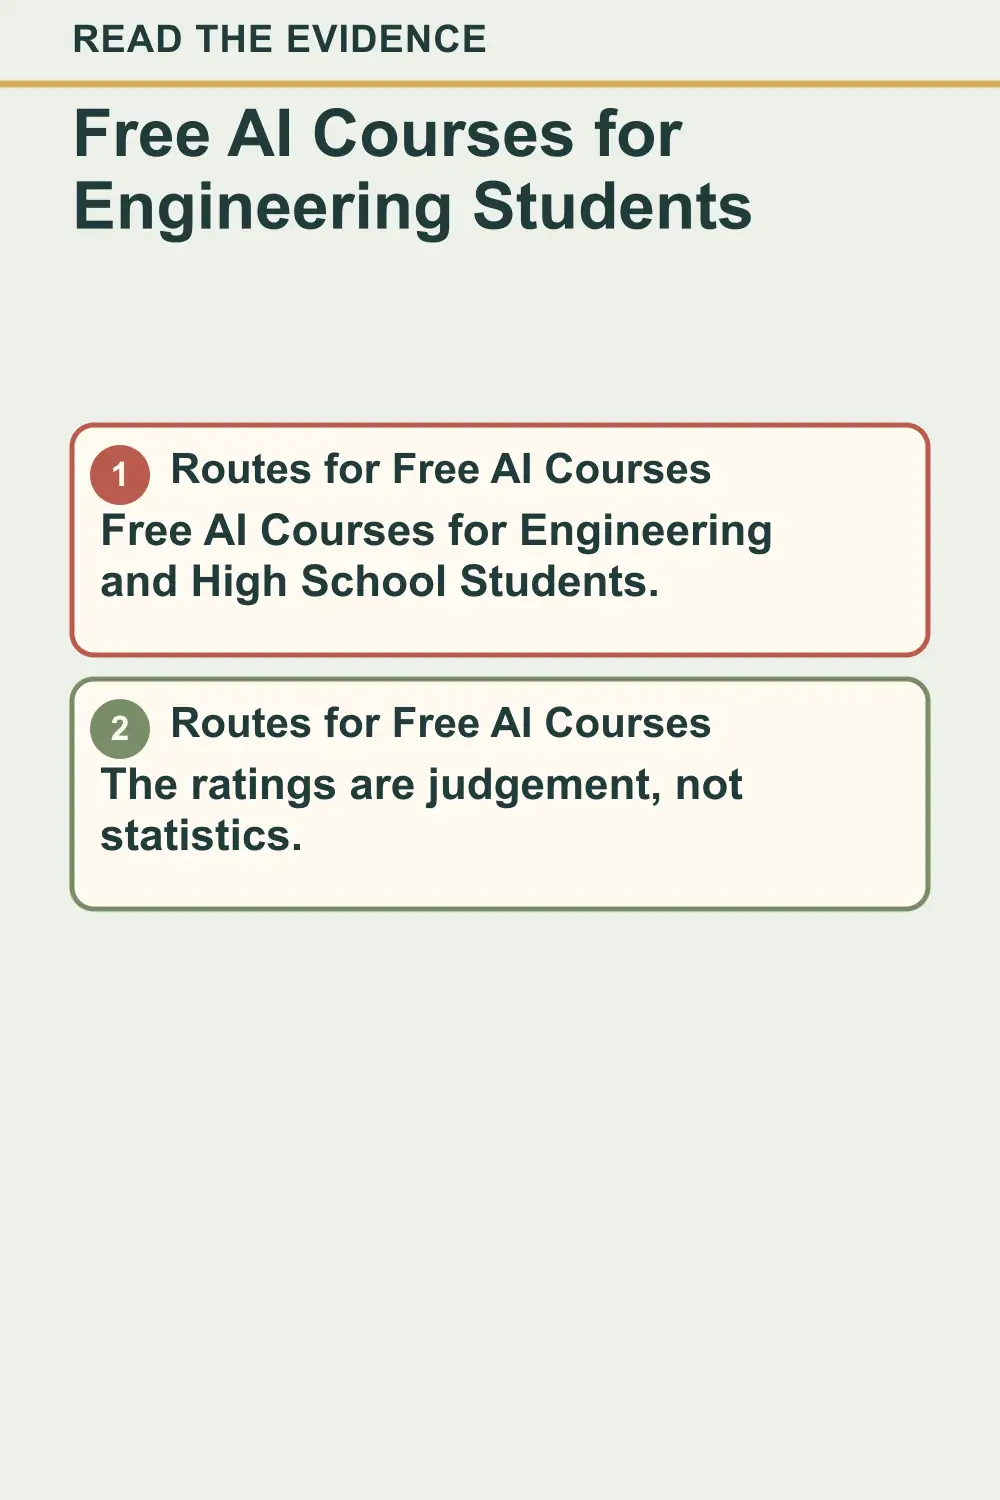 READ THE EVIDENCE
Free AI Courses for
Engineering Students
1 Routes for Free AI Courses
Free AI Courses for Engineering
and High School Students.
2 Routes for Free AI Courses
The ratings are judgement, not
statistics.